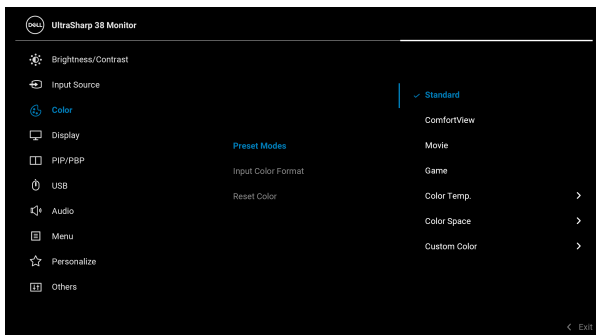 DELL UltraSharp 38 Monitor
Brightness/Contrast
Input Source
Color
Display
PIP/PBP
USB
Audio
Menu
Personalize
Others
Preset Modes
Input Color Format
Reset Color
Standard
ComfortView
Movie
Game
Color Temp.
Color Space
Custom Color
Exit